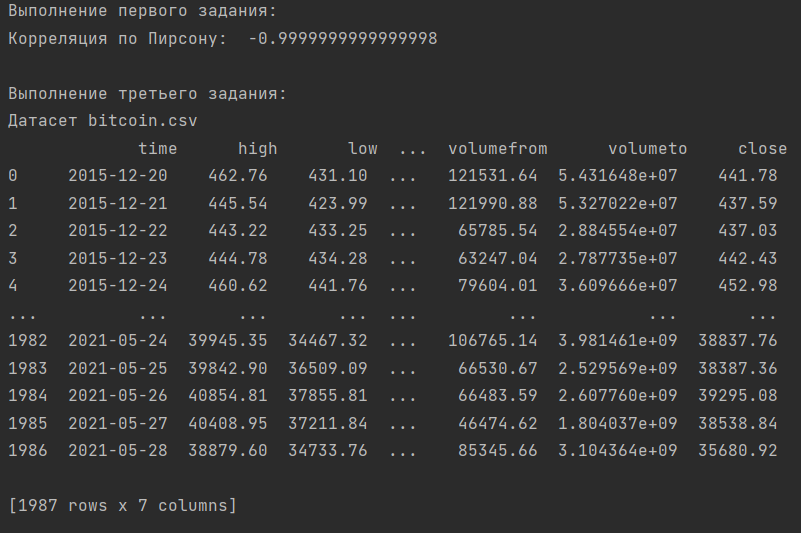 Выполнение первого задания:
Корреляция по Пирсону:  -0.9999999999999998
Выполнение третьего задания:
Датасет bitcoin.csv
             time      high       low  ...  volumefrom      volumeto     close
0     2015-12-20    462.76    431.10  ...   121531.64  5.431648e+07    441.78
1     2015-12-21    445.54    423.99  ...   121990.88  5.327022e+07    437.59
2     2015-12-22    443.22    433.25  ...    65785.54  2.884554e+07    437.03
3     2015-12-23    444.78    434.28  ...    63247.04  2.787735e+07    442.43
4     2015-12-24    460.62    441.76  ...    79604.01  3.609666e+07    452.98
...          ...       ...       ...  ...         ...           ...       ...
1982  2021-05-24  39945.35  34467.32  ...   106765.14  3.981461e+09  38837.76
1983  2021-05-25  39842.90  36509.09  ...    66530.67  2.529569e+09  38387.36
1984  2021-05-26  40854.81  37855.81  ...    66483.59  2.607760e+09  39295.08
1985  2021-05-27  40408.95  37211.84  ...    46474.62  1.804037e+09  38538.84
1986  2021-05-28  38879.60  34733.76  ...    85345.66  3.104364e+09  35680.92
[1987 rows x 7 columns]